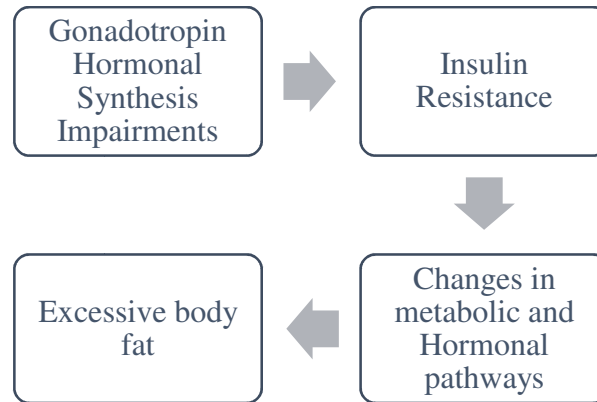 Gonadotropin
Hormonal
Synthesis
Impairments
Insulin
Resistance
Changes in
metabolic and
Hormonal
pathways
Excessive body
fat